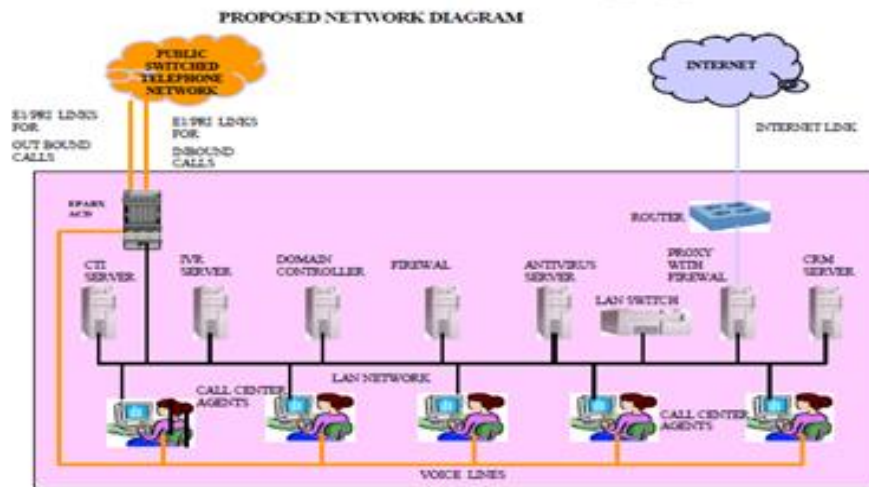 PROPOSED NETWORK DIAGRAM
PUBLIC
SWITCHED
TELEPHONE
NETWORK
INTERNET
E1/PRI LINKS
FOR
OUT BOUND
CALLS
E1/PRI LINKS
FOR
INBOUND
CALLS
INTERNET LINK
ACD
ROUTER
CTI
SERVER
IVR
SERVER
DOMAIN
CONTROLLER
FIREWAL
ANTIVIRUS
SERVER
LAN SWITCH
PROXY
WITH
FIREWAL
CRM
SERVER
LAN NETWORK
CALL CENTER
AGENTS
CALL CENTER
AGENTS
VOICE LINES